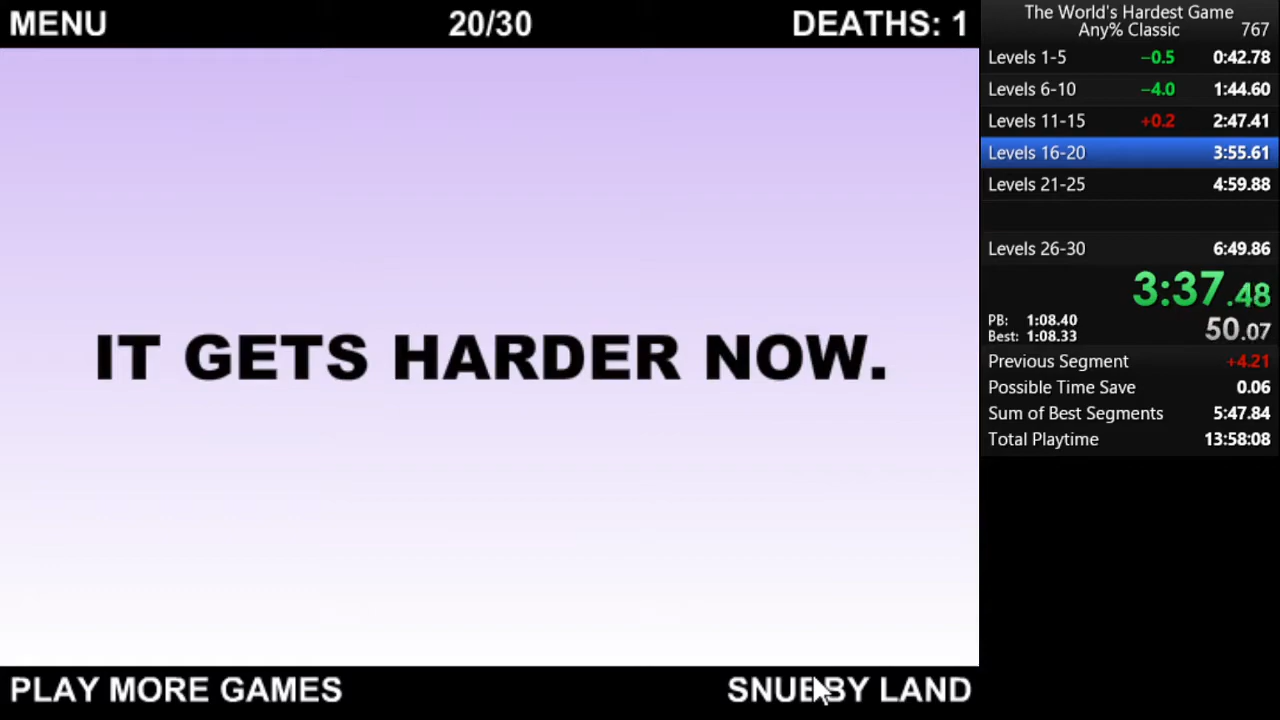 MENU 20/30 DEATHS: 1
IT GETS HARDER NOW.
PLAY MORE GAMES SNUBBY LAND
The World's Hardest Game
Any% Classic 767
Levels 1-5 −0.5 0:42.78
Levels 6-10 −4.0 1:44.60
Levels 11-15 +0.2 2:47.41
Levels 16-20 3:55.61
Levels 21-25 4:59.88
Levels 26-30 6:49.86
3:37.48
PB: 1:08.40
Best: 1:08.33 50.07
Previous Segment +4.21
Possible Time Save 0.06
Sum of Best Segments 5:47.84
Total Playtime 13:58:08